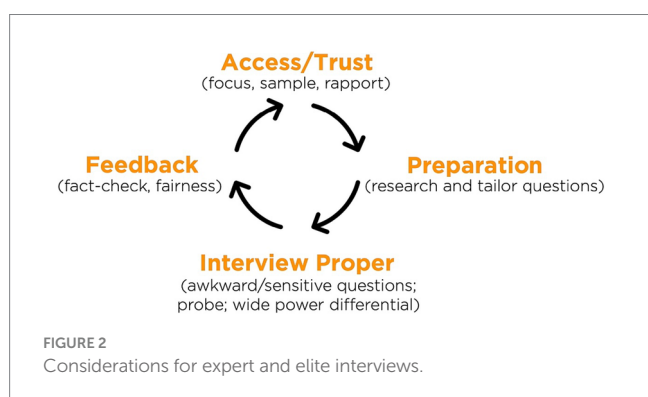 Access/Trust
(focus, sample, rapport)
Feedback
(fact-check, fairness)
Preparation
(research and tailor questions)
Interview Proper
(awkward/sensitive questions;
probe; wide power differential)
FIGURE 2
Considerations for expert and elite interviews.